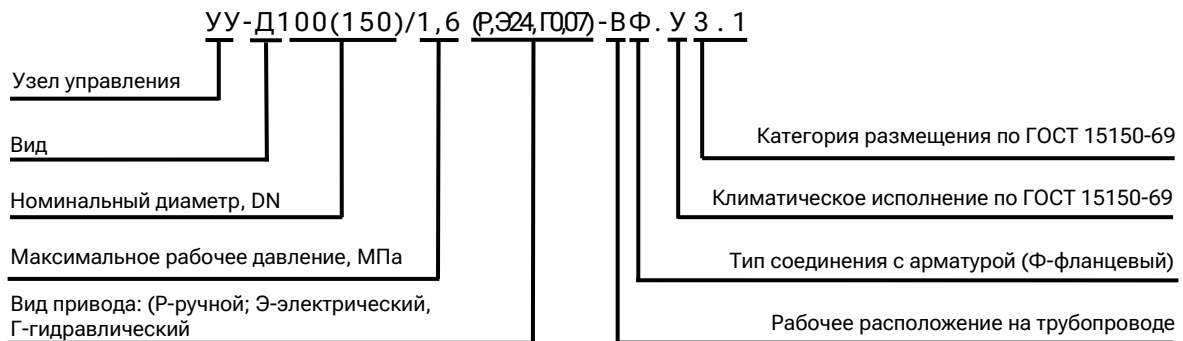 УУ-Д100(150)/1,6 (Р,Э24,Г0,07)-ВФ.У3.1
Узел управления
Вид
Категория размещения по ГОСТ 15150-69
Номинальный диаметр, DN
Климатическое исполнение по ГОСТ 15150-69
Максимальное рабочее давление, МПа
Тип соединения с арматурой (Ф-фланцевый)
Вид привода: (Р-ручной; Э-электрический,
Г-гидравлический
Рабочее расположение на трубопроводе